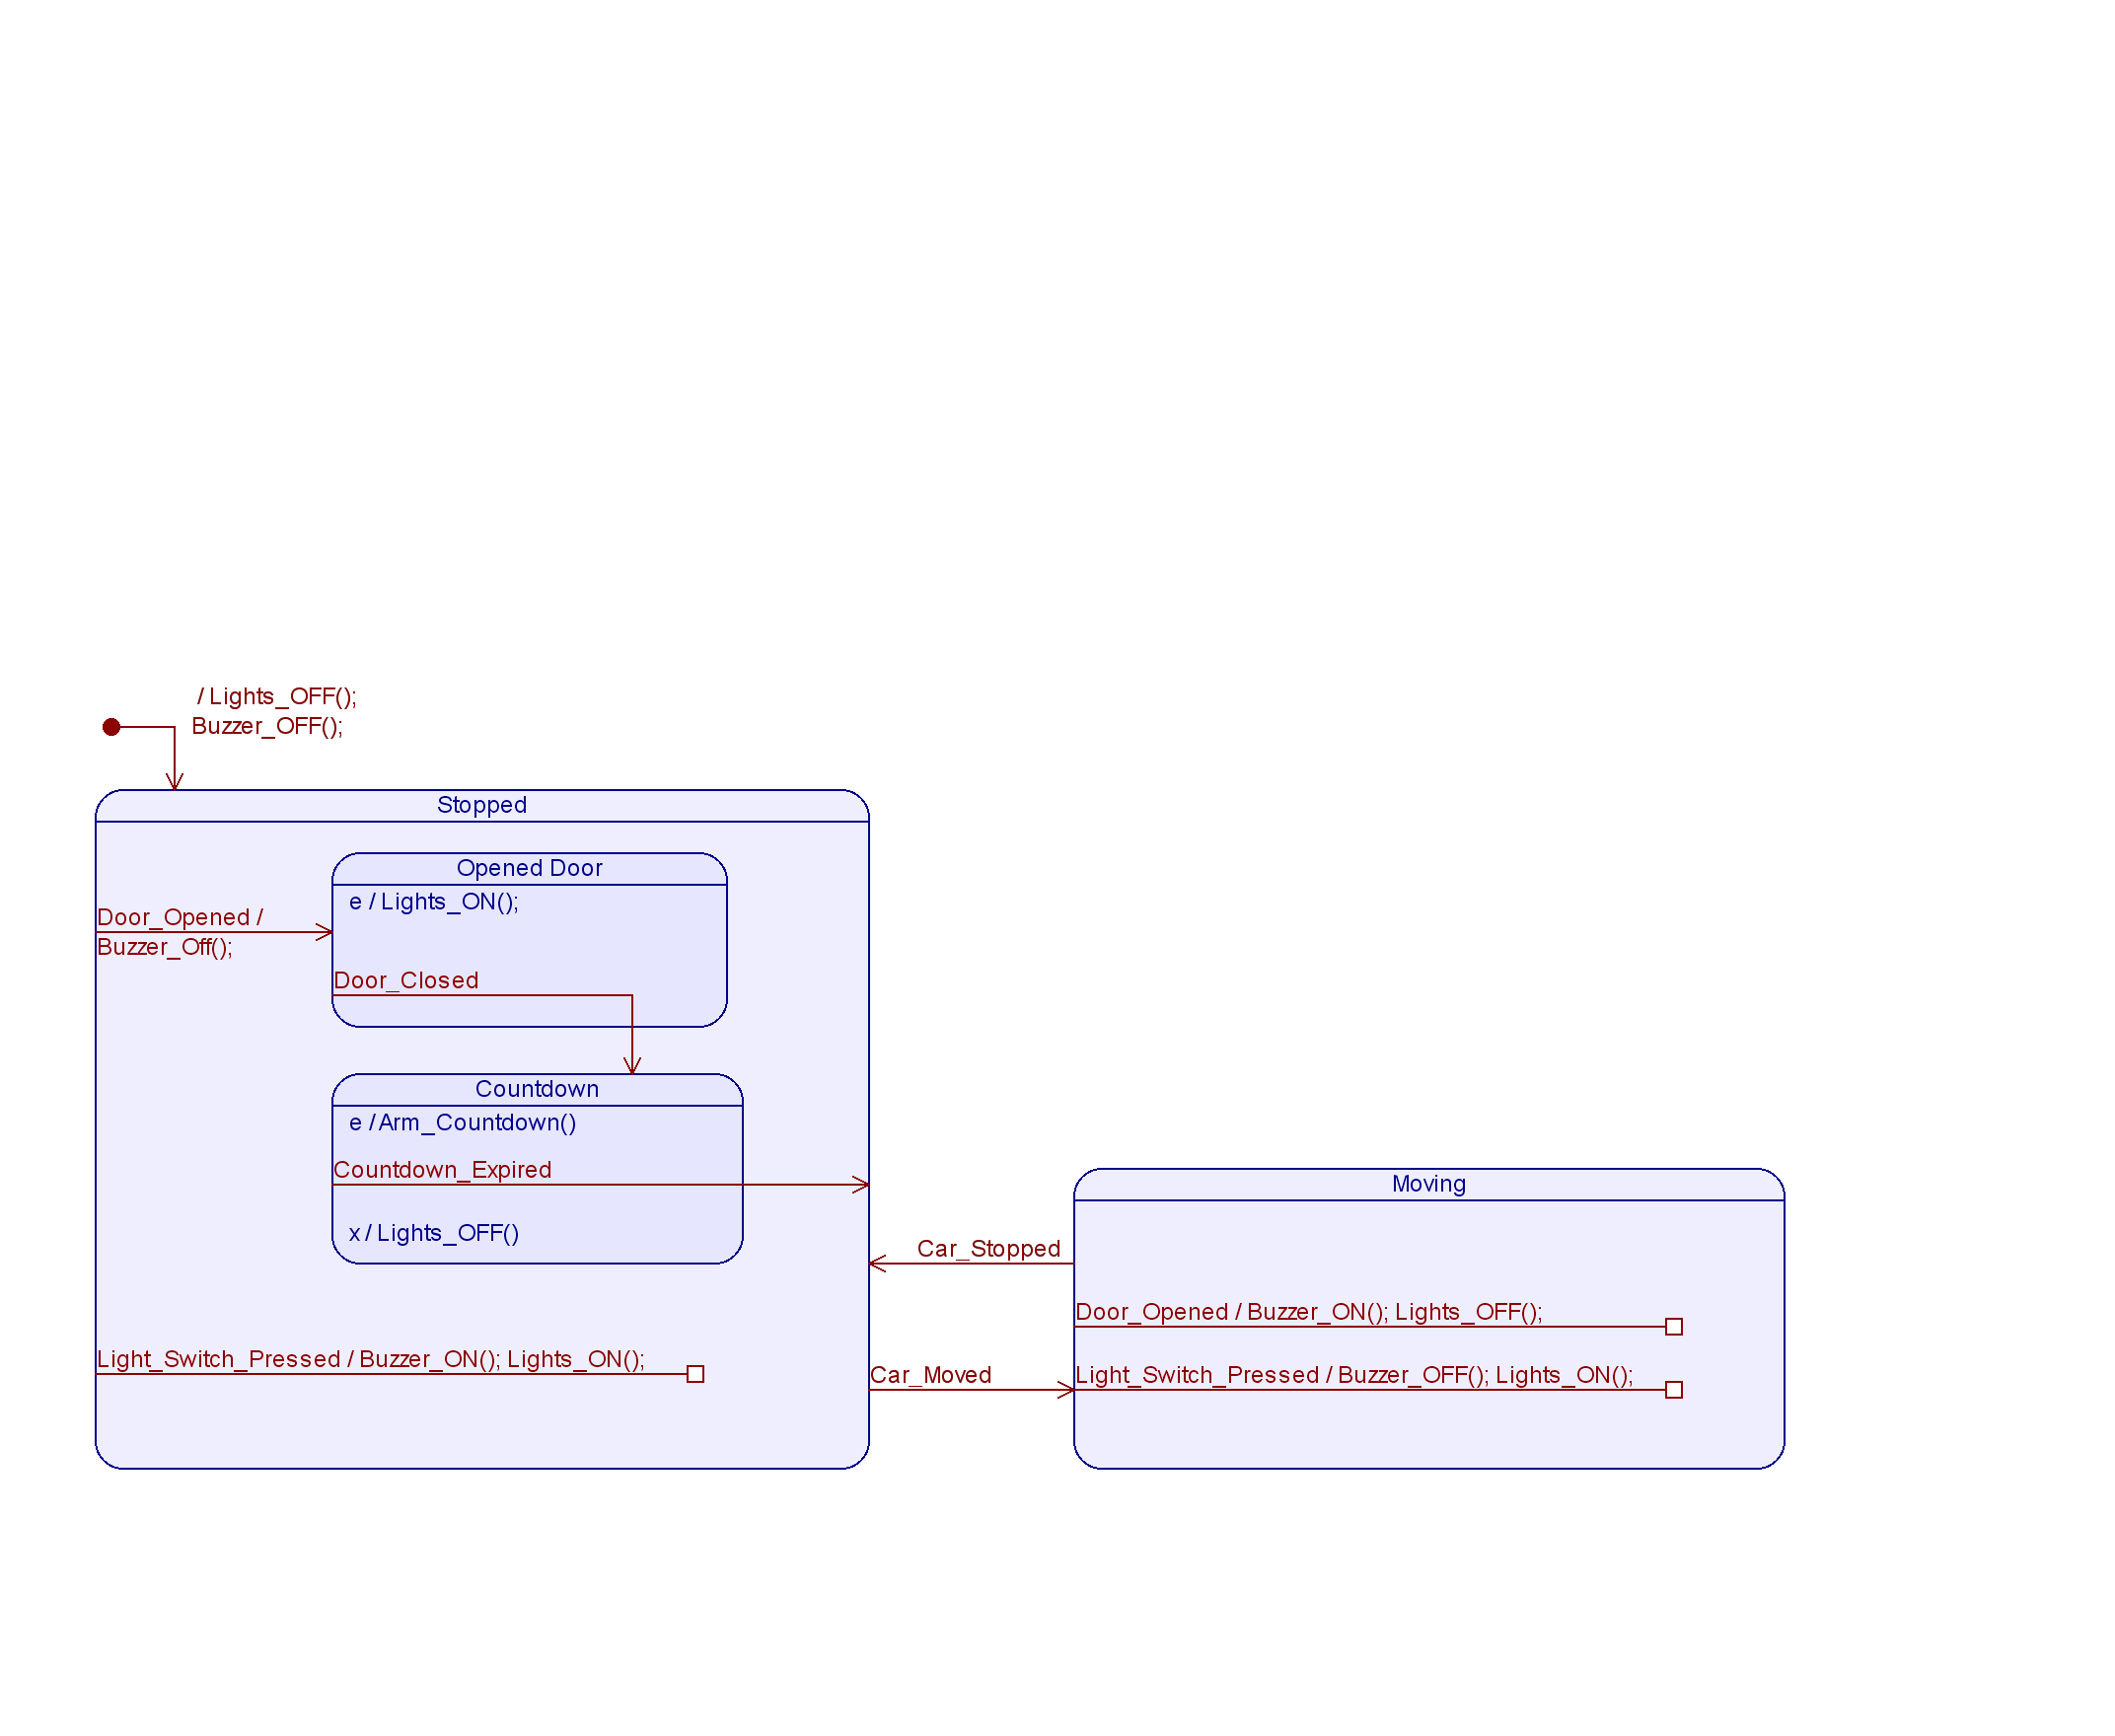 / Lights_OFF();
Buzzer_OFF();
Stopped
Opened Door
e / Lights_ON();
Door_Opened /
Buzzer_Off();
Door_Closed
Countdown
e / Arm_Countdown()
Countdown_Expired
x / Lights_OFF()
Light_Switch_Pressed / Buzzer_ON(); Lights_ON();
Car_Stopped
Car_Moved
Moving
Door_Opened / Buzzer_ON(); Lights_OFF();
Light_Switch_Pressed / Buzzer_OFF(); Lights_ON();